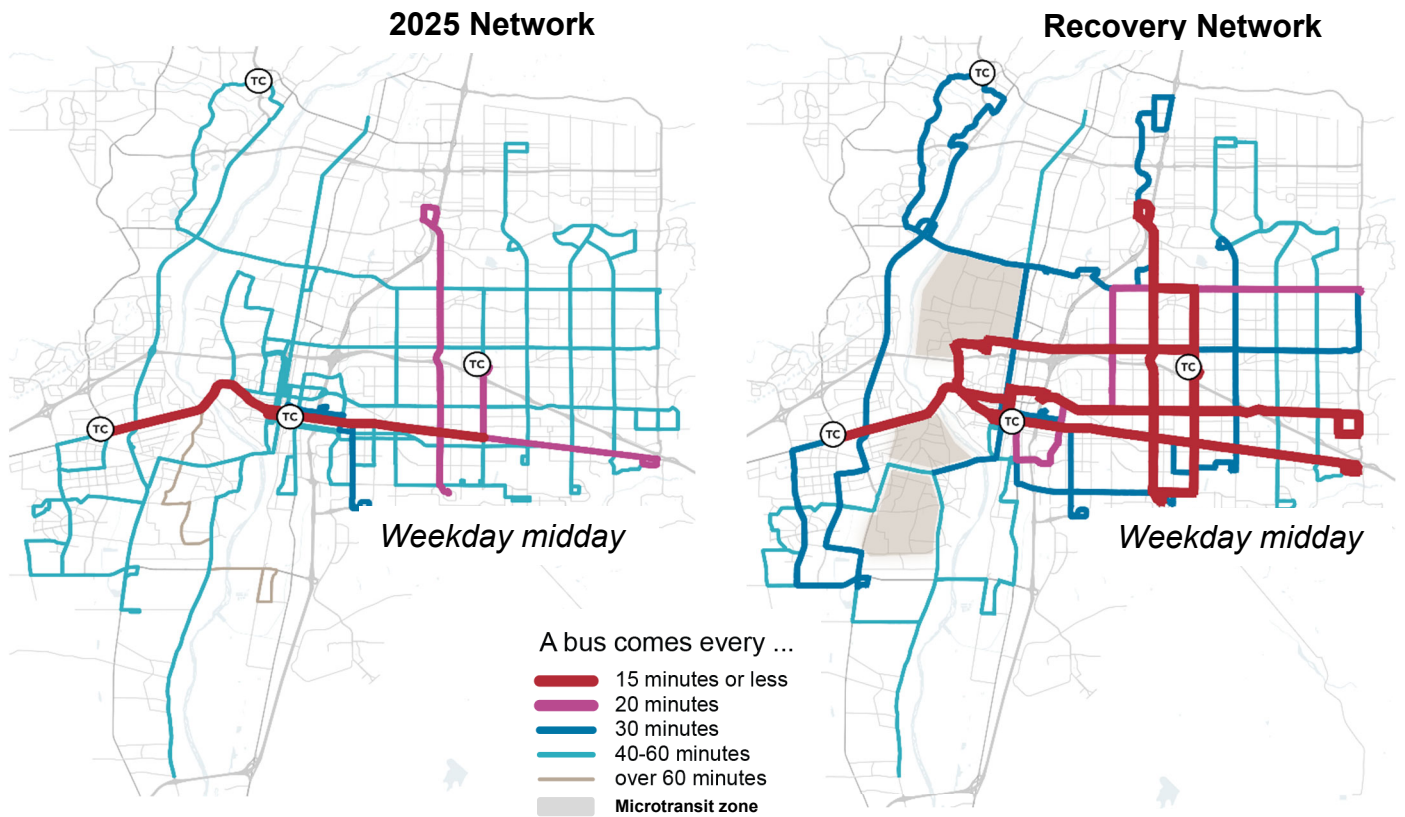 2025 Network
Recovery Network
TC
TC
TC
TC
TC
TC
TC
TC
Weekday midday
Weekday midday
A bus comes every ...
15 minutes or less
20 minutes
30 minutes
40-60 minutes
over 60 minutes
Microtransit zone